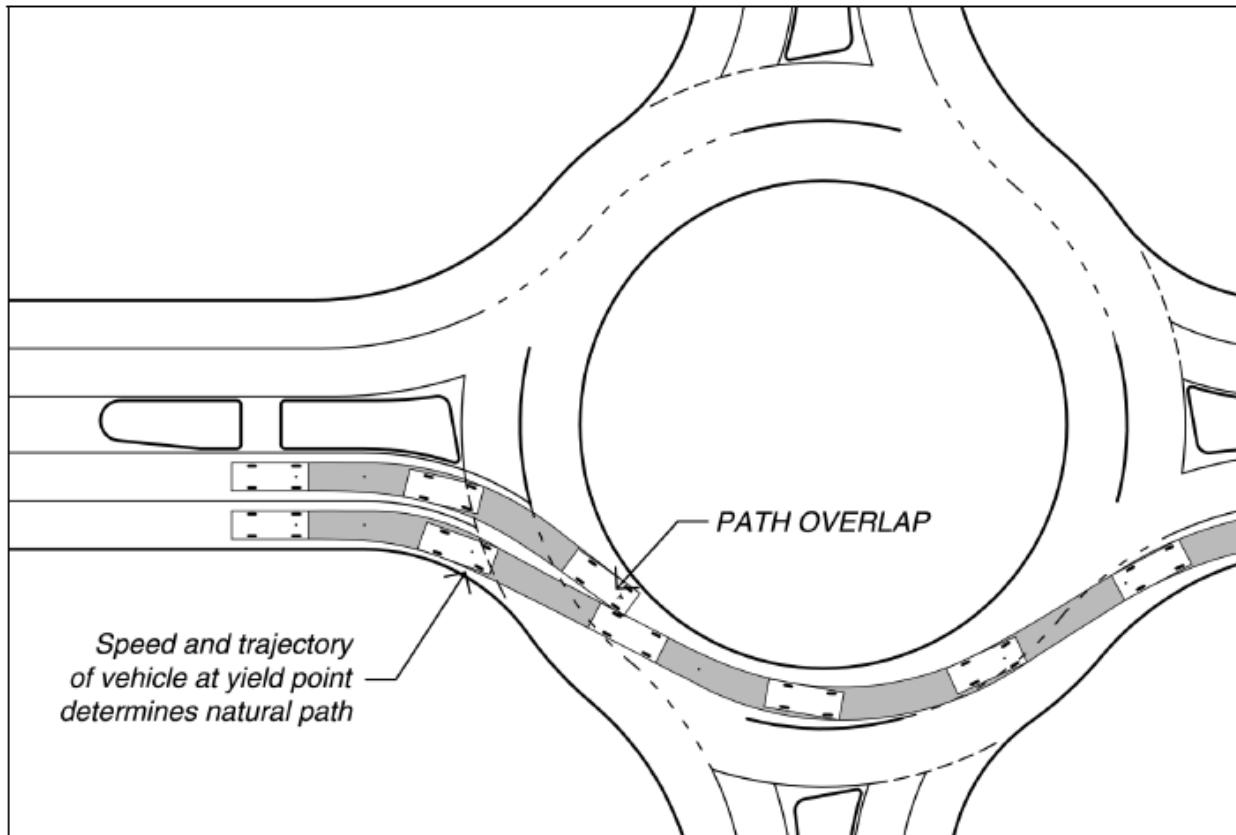 PATH OVERLAP
Speed and trajectory
of vehicle at yield point
determines natural path